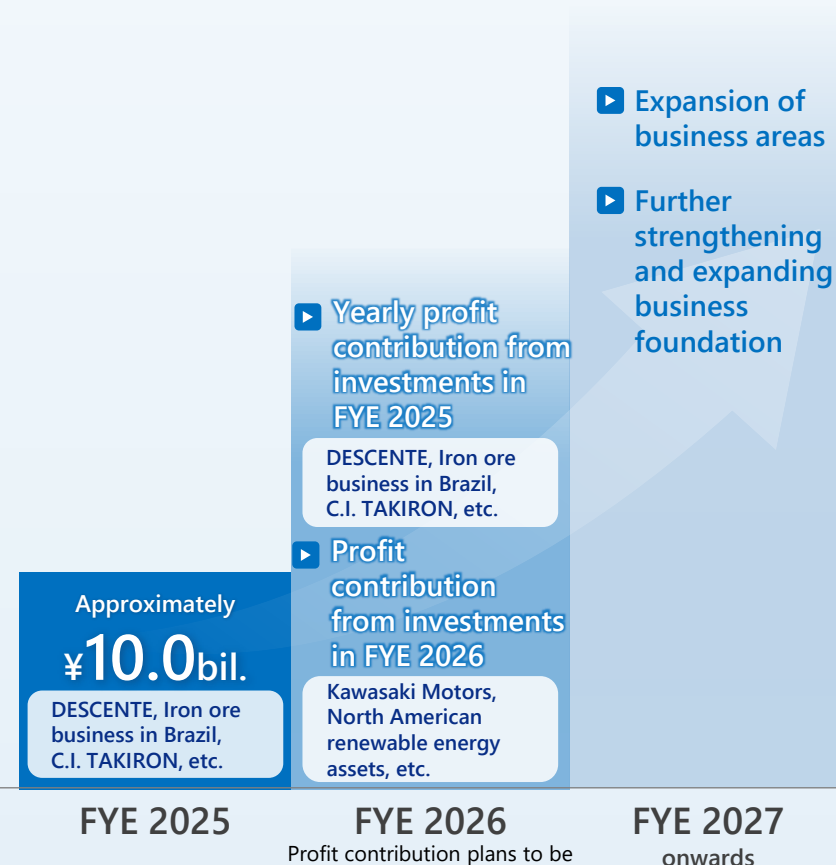 Expansion of
business areas
Further
strengthening
and expanding
business
foundation
Yearly profit
contribution from
investments in
FYE 2025
DESCENTE, Iron ore
business in Brazil,
C.I. TAKIRON, etc.
Profit
contribution
from investments
in FYE 2026
Kawasaki Motors,
North American
renewable energy
assets, etc.
Approximately
¥10.0bil.
DESCENTE, Iron ore
business in Brazil,
C.I. TAKIRON, etc.
FYE 2025
FYE 2026
Profit contribution plans to be
FYE 2027
onwards